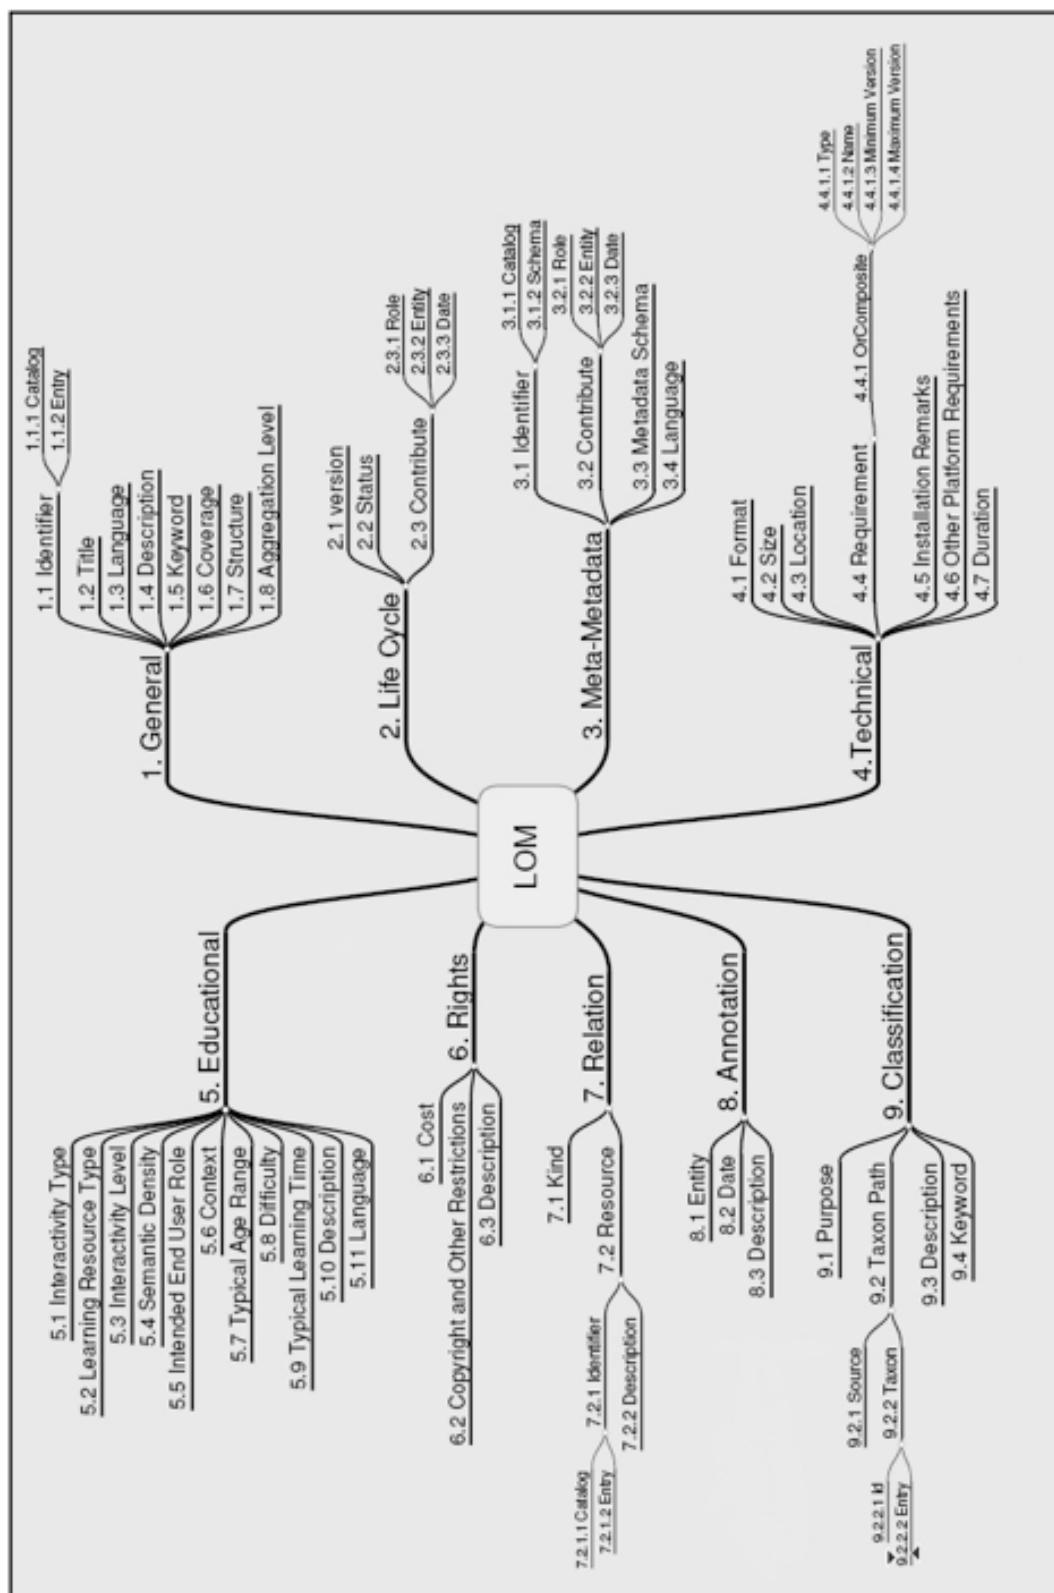 LOM
1. General
1.1 Identifier
1.1.1 Catalog
1.1.2 Entry
1.2 Title
1.3 Language
1.4 Description
1.5 Keyword
1.6 Coverage
1.7 Structure
1.8 Aggregation Level
2. Life Cycle
2.1 version
2.2 Status
2.3 Contribute
2.3.1 Role
2.3.2 Entity
2.3.3 Date
3. Meta-Metadata
3.1 Identifier
3.1.1 Catalog
3.1.2 Schema
3.2 Contribute
3.2.1 Role
3.2.2 Entity
3.2.3 Date
3.3 Metadata Schema
3.4 Language
4.Technical
4.1 Format
4.2 Size
4.3 Location
4.4 Requirement
4.4.1 OrComposite
4.4.1.1 Type
4.4.1.2 Name
4.4.1.3 Minimum Version
4.4.1.4 Maximum Version
4.5 Installation Remarks
4.6 Other Platform Requirements
4.7 Duration
5. Educational
5.1 Interactivity Type
5.2 Learning Resource Type
5.3 Interactivity Level
5.4 Semantic Density
5.5 Intended End User Role
5.6 Context
5.7 Typical Age Range
5.8 Difficulty
5.9 Typical Learning Time
5.10 Description
5.11 Language
6. Rights
6.1 Cost
6.2 Copyright and Other Restrictions
6.3 Description
7. Relation
7.1 Kind
7.2 Resource
7.2.1 Identifier
7.2.1.1 Catalog
7.2.1.2 Entry
7.2.2 Description
8. Annotation
8.1 Entity
8.2 Date
8.3 Description
9. Classification
9.1 Purpose
9.2 Taxon Path
9.2.1 Source
9.2.2 Taxon
9.2.2.1 Id
9.2.2.2 Entry
9.3 Description
9.4 Keyword